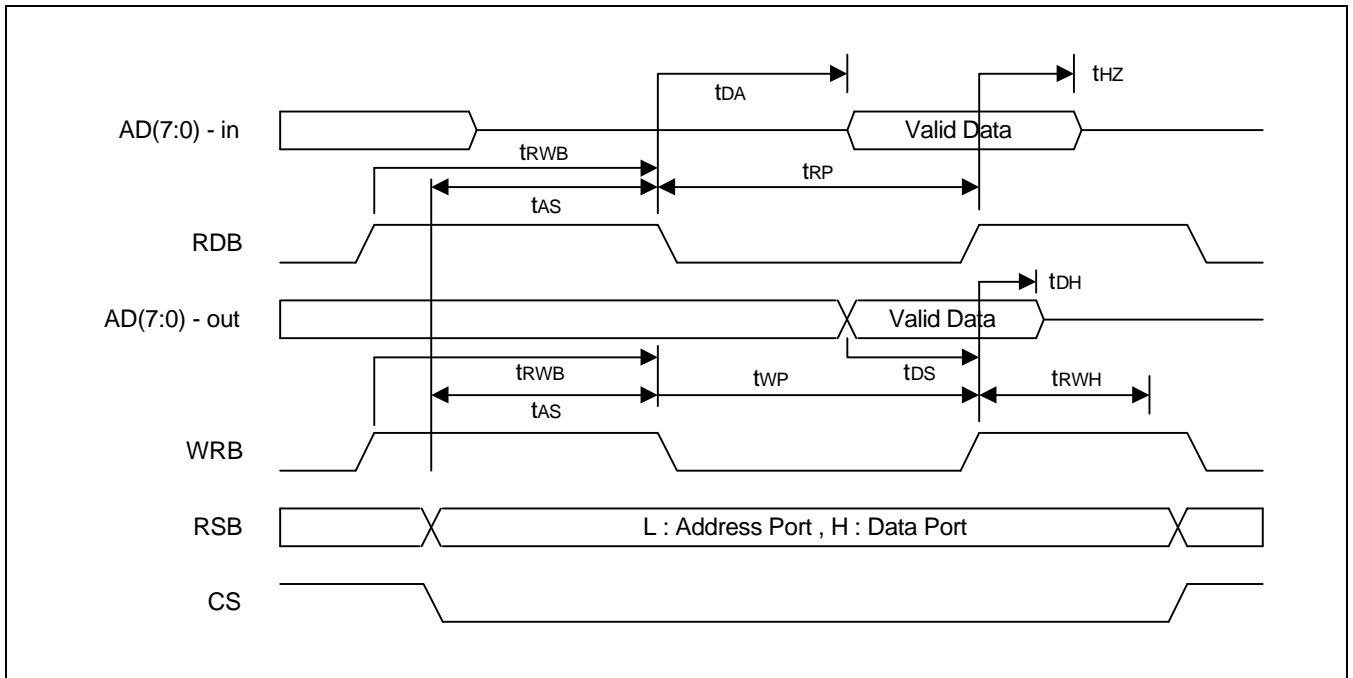 tHZ
tDA
AD(7:0) - in
Valid Data
tRWB
tRP
tAS
RDB
tDH
AD(7:0) - out
Valid Data
tRWB
tWP
tDS
tRWH
tAS
WRB
RSB
L : Address Port , H : Data Port
CS